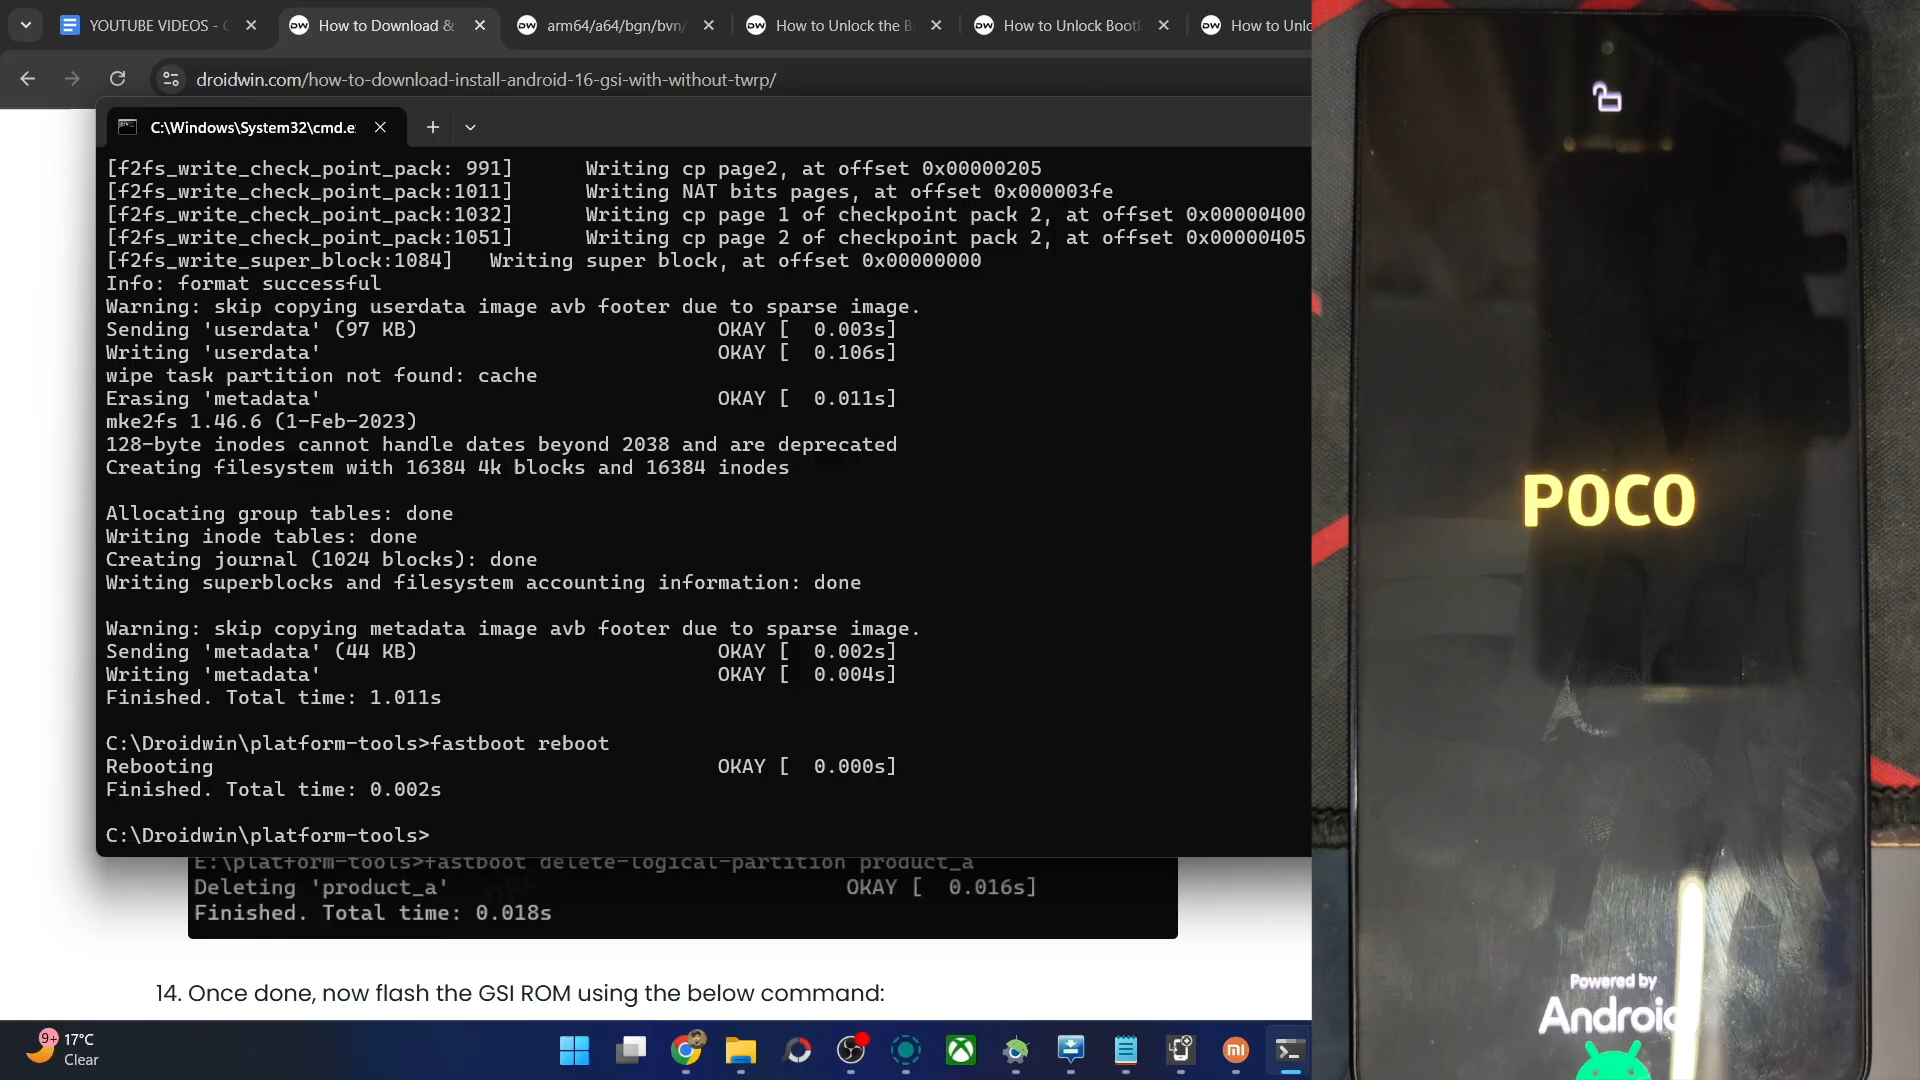 YOUTUBE VIDEOS -
How to Download &
arm64/a64/bgn/bvn/
How to Unlock the B
How to Unlock Bootl
How to Unlo
droidwin.com/how-to-download-install-android-16-gsi-with-without-twrp/
C:\Windows\System32\cmd.e
[f2fs_write_check_point_pack: 991] Writing cp page2, at offset 0x00000205
[f2fs_write_check_point_pack:1011] Writing NAT bits pages, at offset 0x000003fe
[f2fs_write_check_point_pack:1032] Writing cp page 1 of checkpoint pack 2, at offset 0x00000400
[f2fs_write_check_point_pack:1051] Writing cp page 2 of checkpoint pack 2, at offset 0x00000405
[f2fs_write_super_block:1084] Writing super block, at offset 0x00000000
Info: format successful
Warning: skip copying userdata image avb footer due to sparse image.
Sending 'userdata' (97 KB) OKAY [ 0.003s]
Writing 'userdata' OKAY [ 0.106s]
wipe task partition not found: cache
Erasing 'metadata' OKAY [ 0.011s]
mke2fs 1.46.6 (1-Feb-2023)
128-byte inodes cannot handle dates beyond 2038 and are deprecated
Creating filesystem with 16384 4k blocks and 16384 inodes
Allocating group tables: done
Writing inode tables: done
Creating journal (1024 blocks): done
Writing superblocks and filesystem accounting information: done
Warning: skip copying metadata image avb footer due to sparse image.
Sending 'metadata' (44 KB) OKAY [ 0.002s]
Writing 'metadata' OKAY [ 0.004s]
Finished. Total time: 1.011s
C:\Droidwin\platform-tools>fastboot reboot
Rebooting OKAY [ 0.000s]
Finished. Total time: 0.002s
C:\Droidwin\platform-tools>
E:\platform-tools>fastboot delete-logical-partition product_a
Deleting 'product_a' OKAY [ 0.016s]
Finished. Total time: 0.018s
14. Once done, now flash the GSI ROM using the below command:
9+
17°C
Clear
mi
POCO
Powered by
Android